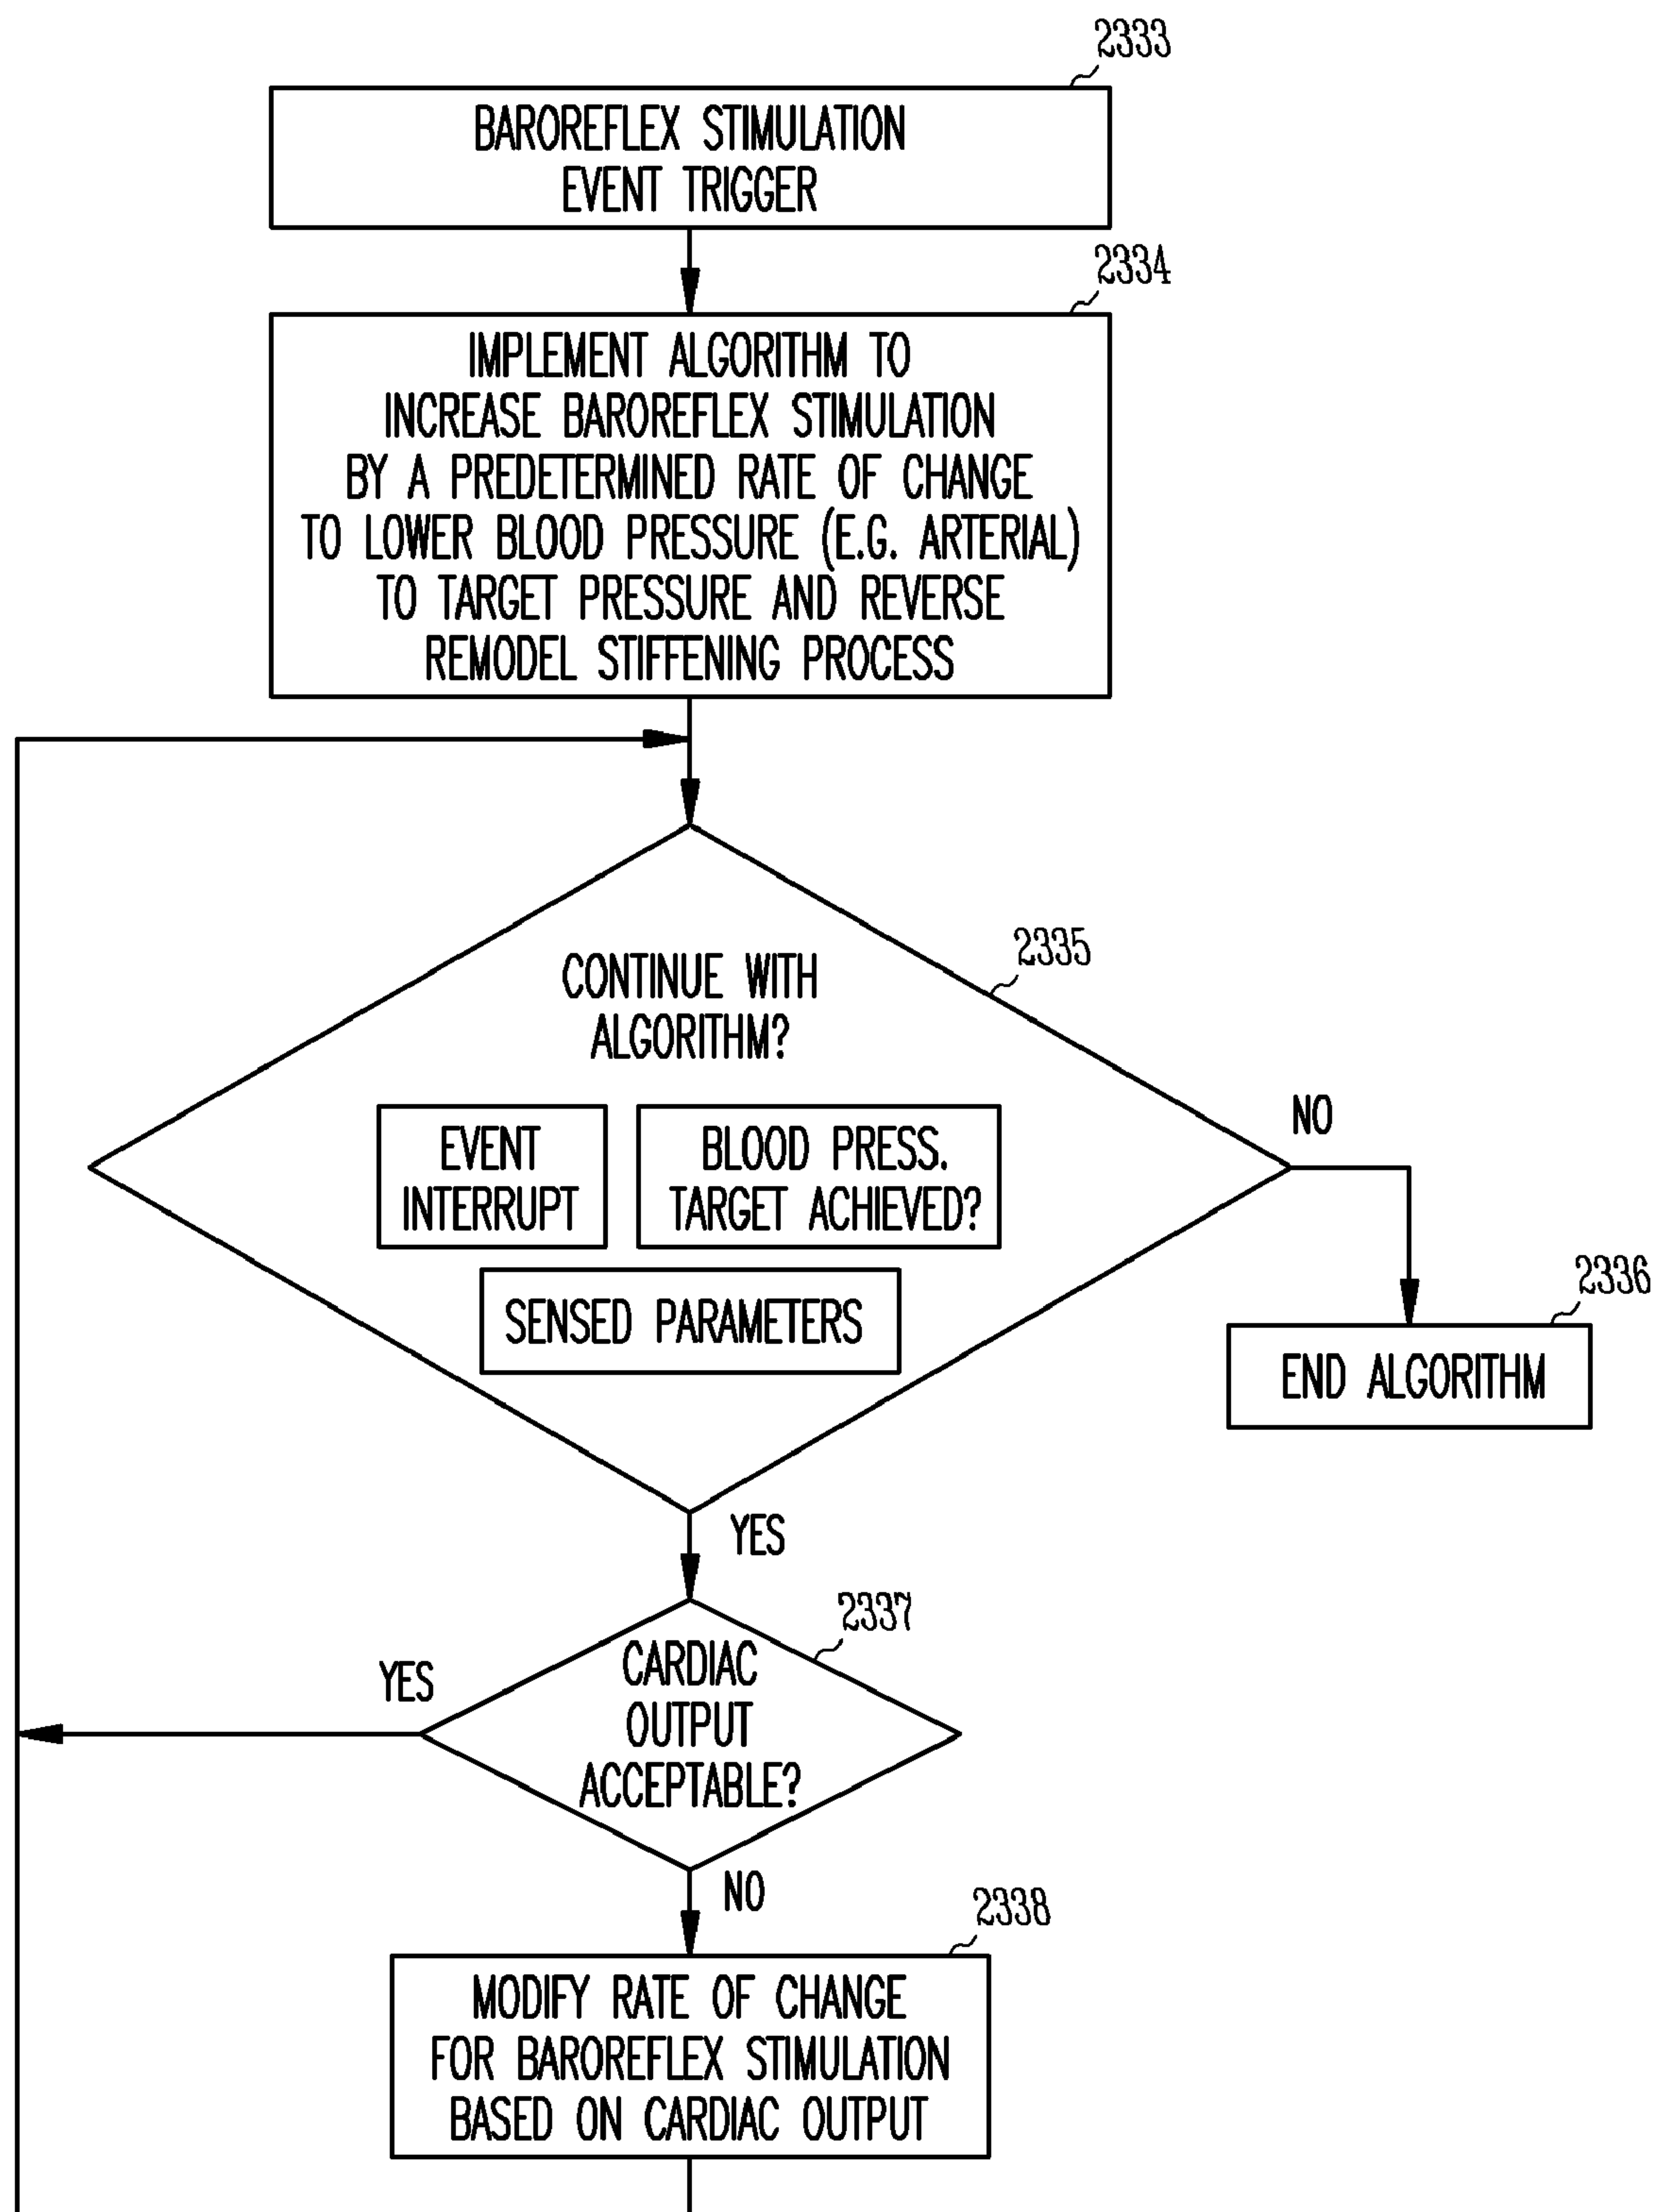 2333
BAROREFLEX STIMULATION
EVENT TRIGGER
2334
IMPLEMENT ALGORITHM TO
INCREASE BAROREFLEX STIMULATION
BY A PREDETERMINED RATE OF CHANGE
TO LOWER BLOOD PRESSURE (E.G. ARTERIAL)
TO TARGET PRESSURE AND REVERSE
REMODEL STIFFENING PROCESS
2335
CONTINUE WITH
ALGORITHM?
EVENT
INTERRUPT
BLOOD PRESS.
TARGET ACHIEVED?
SENSED PARAMETERS
NO
2336
END ALGORITHM
YES
2337
CARDIAC
OUTPUT
ACCEPTABLE?
YES
NO
2338
MODIFY RATE OF CHANGE
FOR BAROREFLEX STIMULATION
BASED ON CARDIAC OUTPUT